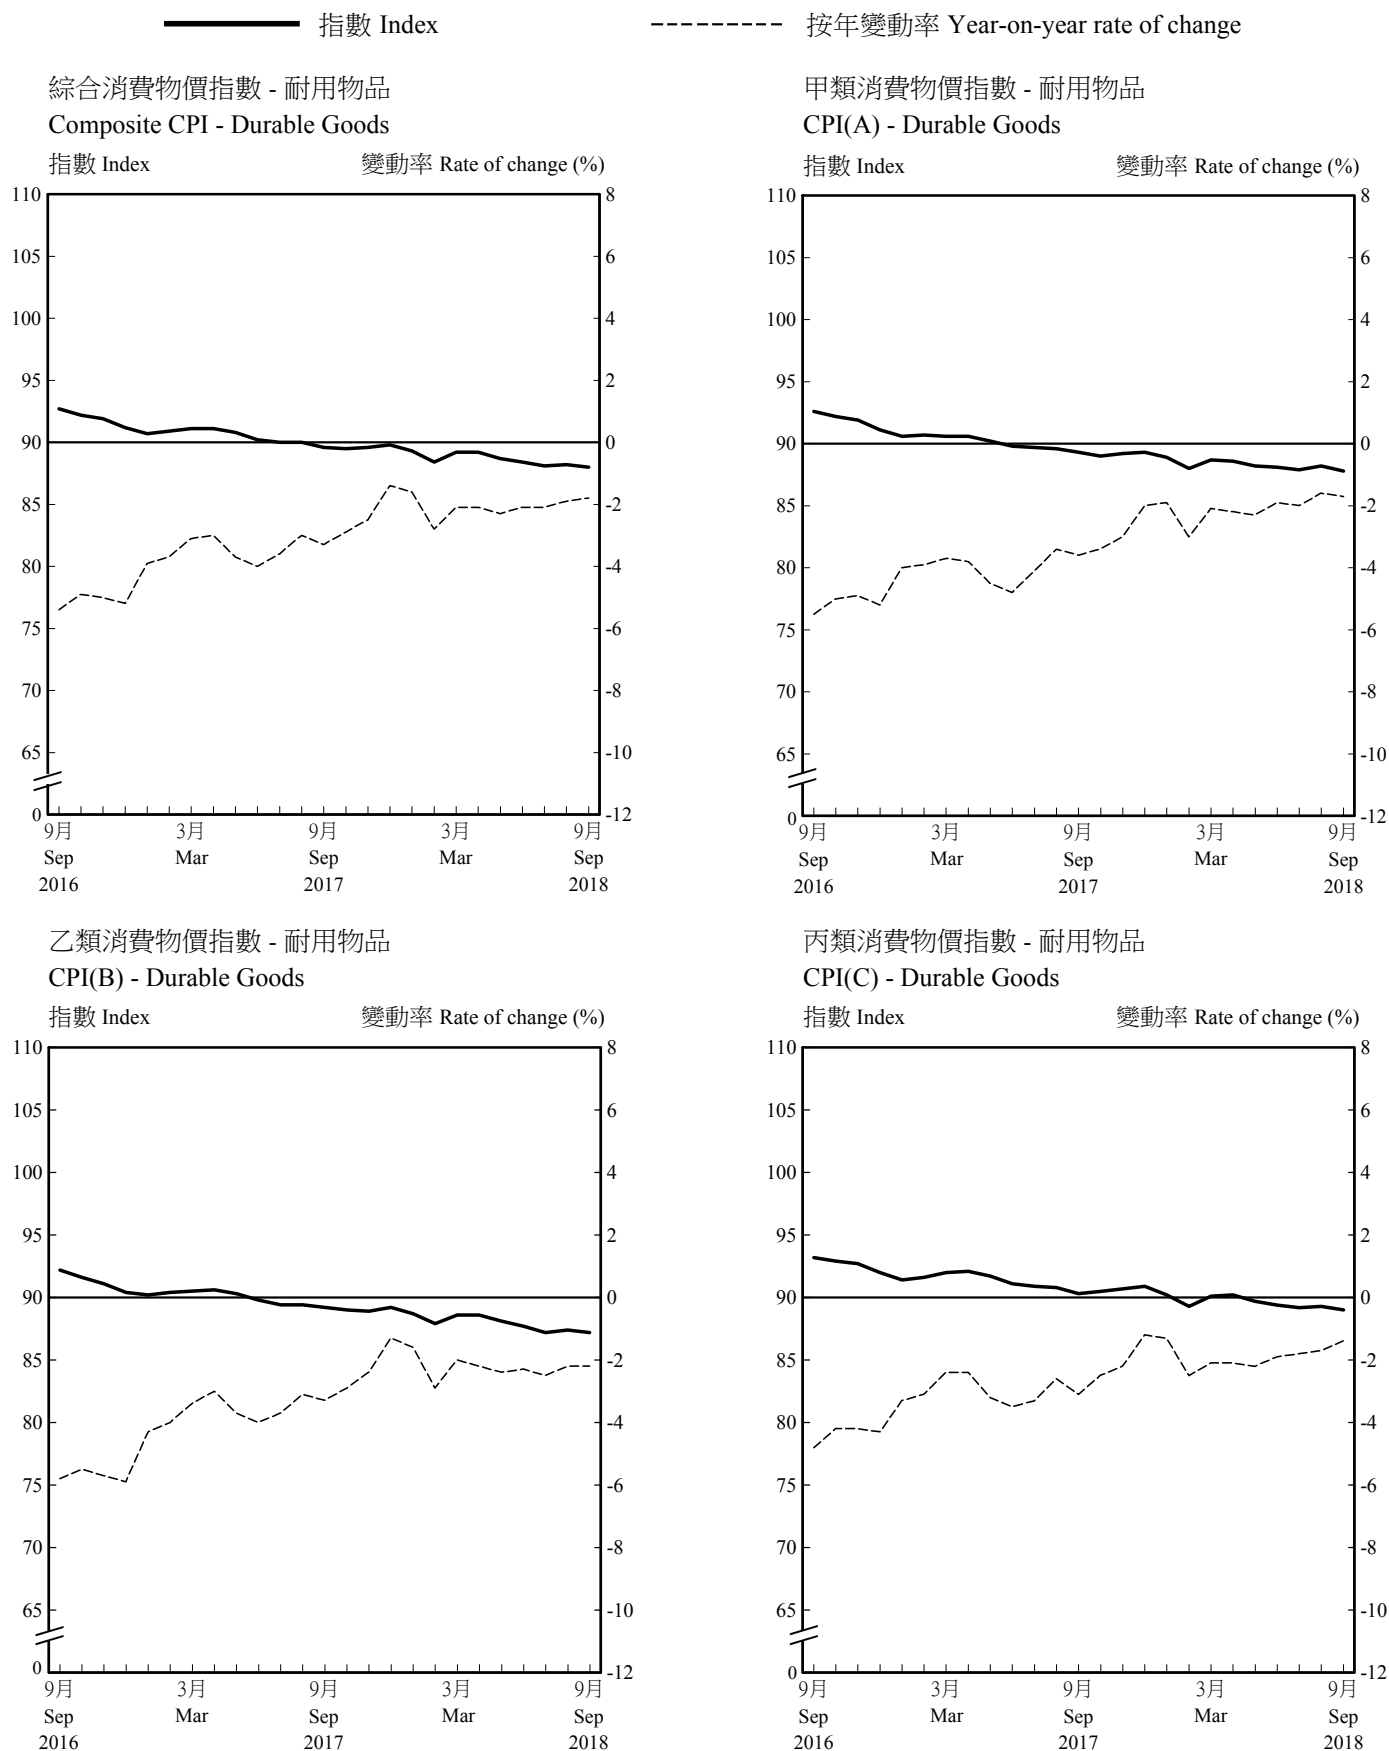 指數 Index
按年變動率 Year-on-year rate of change
綜合消費物價指數 - 耐用物品
Composite CPI - Durable Goods
指數 Index 變動率 Rate of change (%)
110 8
105 6
100 4
95 2
90 0
85 -2
80 -4
75 -6
70 -8
65 -10
0 -12
9月 3月 9月 3月 9月
Sep Mar Sep Mar Sep
2016 2017 2018
甲類消費物價指數 - 耐用物品
CPI(A) - Durable Goods
指數 Index 變動率 Rate of change (%)
110 8
105 6
100 4
95 2
90 0
85 -2
80 -4
75 -6
70 -8
65 -10
0 -12
9月 3月 9月 3月 9月
Sep Mar Sep Mar Sep
2016 2017 2018
乙類消費物價指數 - 耐用物品
CPI(B) - Durable Goods
指數 Index 變動率 Rate of change (%)
110 8
105 6
100 4
95 2
90 0
85 -2
80 -4
75 -6
70 -8
65 -10
0 -12
9月 3月 9月 3月 9月
Sep Mar Sep Mar Sep
2016 2017 2018
丙類消費物價指數 - 耐用物品
CPI(C) - Durable Goods
指數 Index 變動率 Rate of change (%)
110 8
105 6
100 4
95 2
90 0
85 -2
80 -4
75 -6
70 -8
65 -10
0 -12
9月 3月 9月 3月 9月
Sep Mar Sep Mar Sep
2016 2017 2018